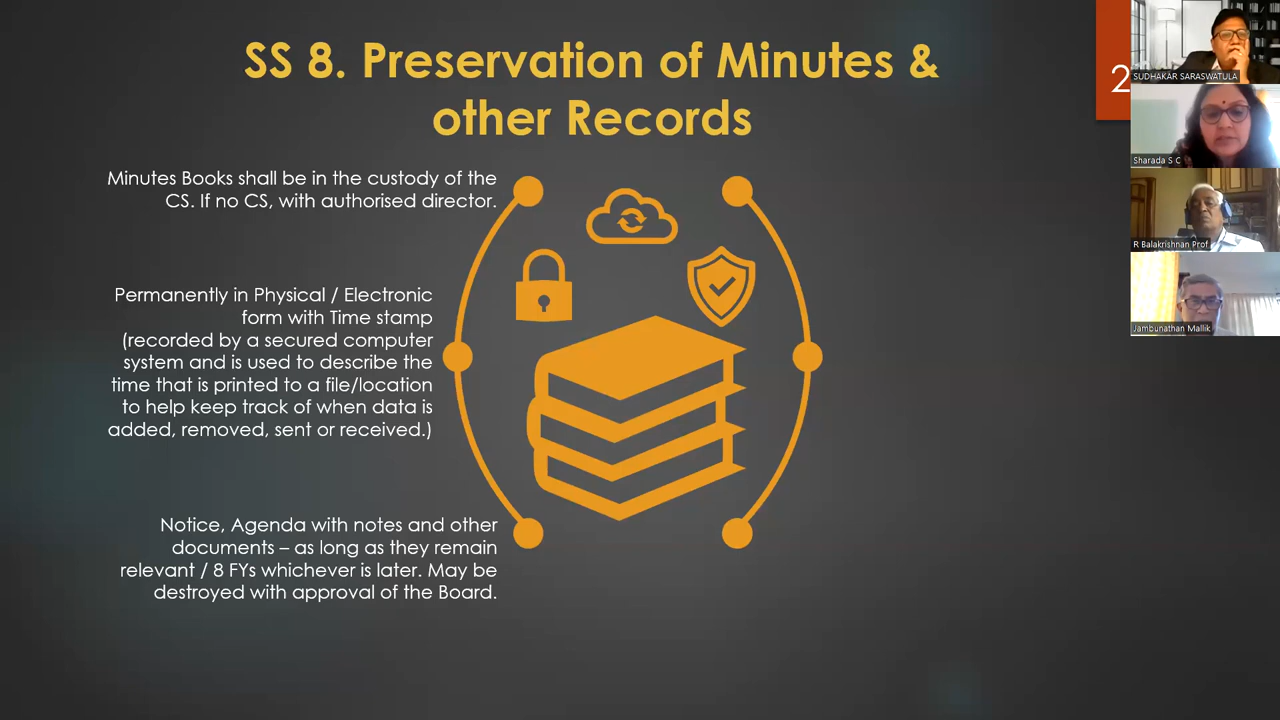 SS 8. Preservation of Minutes &
other Records
2
Minutes Books shall be in the custody of the
CS. If no CS, with authorised director.
Permanently in Physical / Electronic
form with Time stamp
(recorded by a secured computer
system and is used to describe the
time that is printed to a file/location
to help keep track of when data is
added, removed, sent or received.)
Notice, Agenda with notes and other
documents – as long as they remain
relevant / 8 FYs whichever is later. May be
destroyed with approval of the Board.
SUDHAKAR SARASWATULA
Sharada S C
R Balakrishnan Prof
Jambunathan Mallik